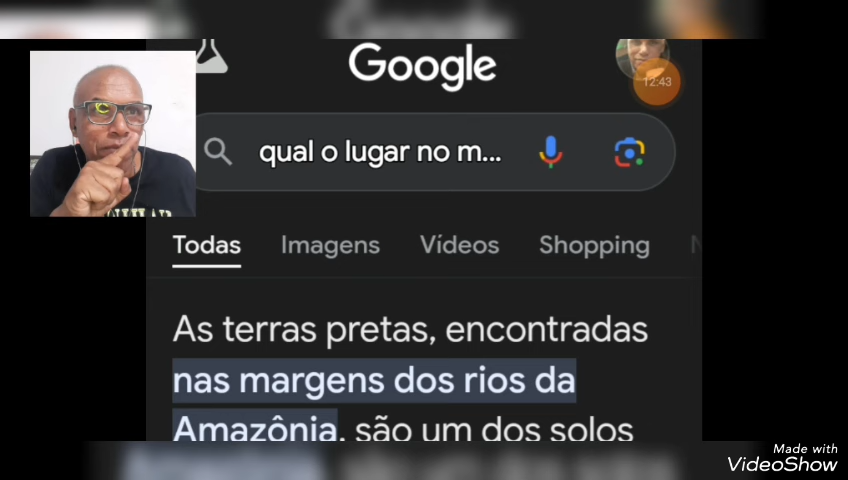 Google
12:43
qual o lugar no m...
Todas Imagens Vídeos Shopping
As terras pretas, encontradas
nas margens dos rios da
Amazônia, são um dos solos
Made with
VideoShow